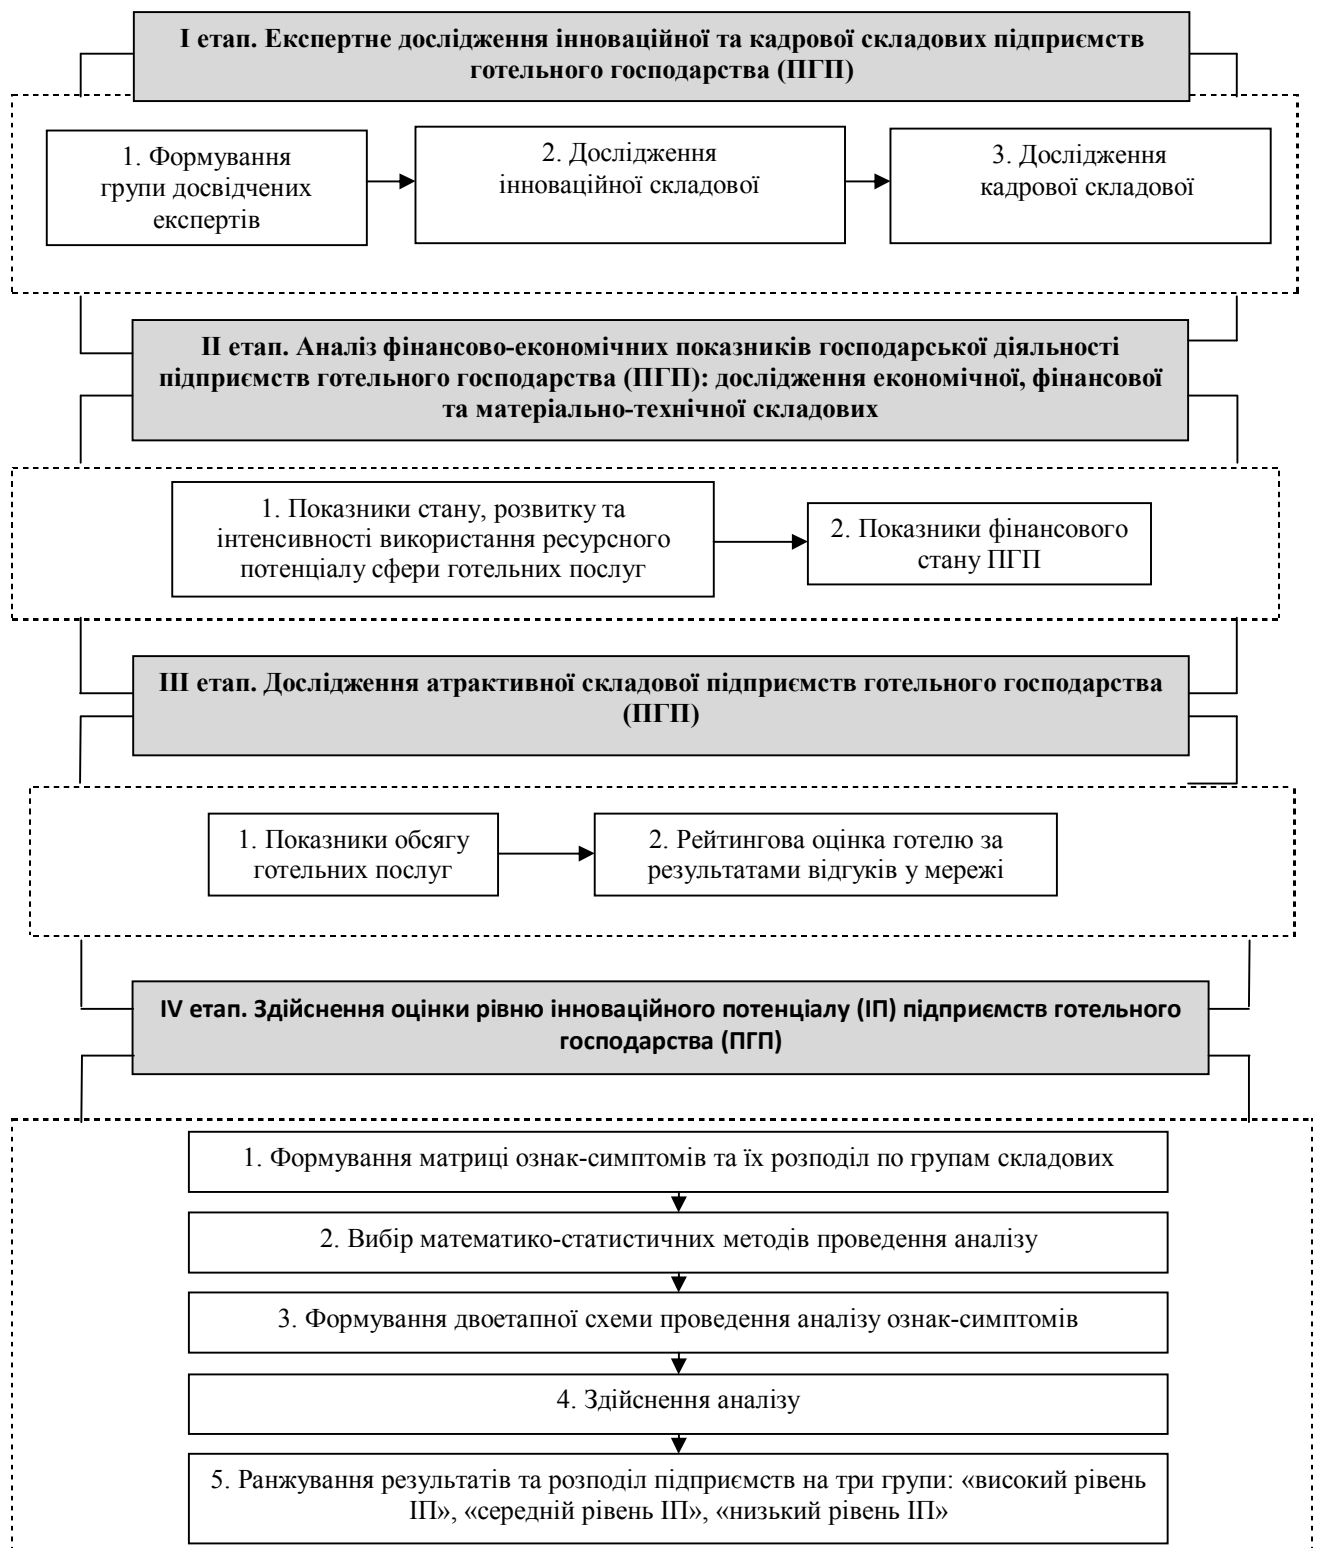 І етап. Експертне дослідження інноваційної та кадрової складових підприємств
готельного господарства (ПГП)
1. Формування
групи досвідчених
експертів
2. Дослідження
інноваційної складової
3. Дослідження
кадрової складової
ІІ етап. Аналіз фінансово-економічних показників господарської діяльності
підприємств готельного господарства (ПГП): дослідження економічної, фінансової
та матеріально-технічної складових
1. Показники стану, розвитку та
інтенсивності використання ресурсного
потенціалу сфери готельних послуг
2. Показники фінансового
стану ПГП
ІІІ етап. Дослідження атрактивної складової підприємств готельного господарства
(ПГП)
1. Показники обсягу
готельних послуг
2. Рейтингова оцінка готелю за
результатами відгуків у мережі
IV етап. Здійснення оцінки рівню інноваційного потенціалу (ІП) підприємств готельного
господарства (ПГП)
1. Формування матриці ознак-симптомів та їх розподіл по групам складових
2. Вибір математико-статистичних методів проведення аналізу
3. Формування двоетапної схеми проведення аналізу ознак-симптомів
4. Здійснення аналізу
5. Ранжування результатів та розподіл підприємств на три групи: «високий рівень
ІП», «середній рівень ІП», «низький рівень ІП»